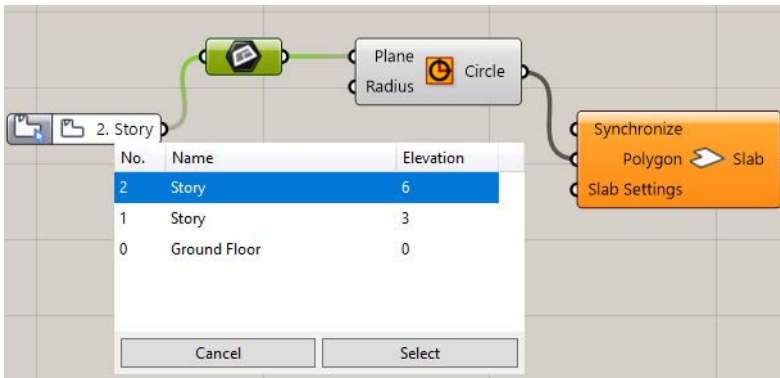 Plane
Radius
Circle
2. Story
Synchronize
Polygon
Slab
Slab Settings
No. Name Elevation
2 Story 6
1 Story 3
0 Ground Floor 0
Cancel Select